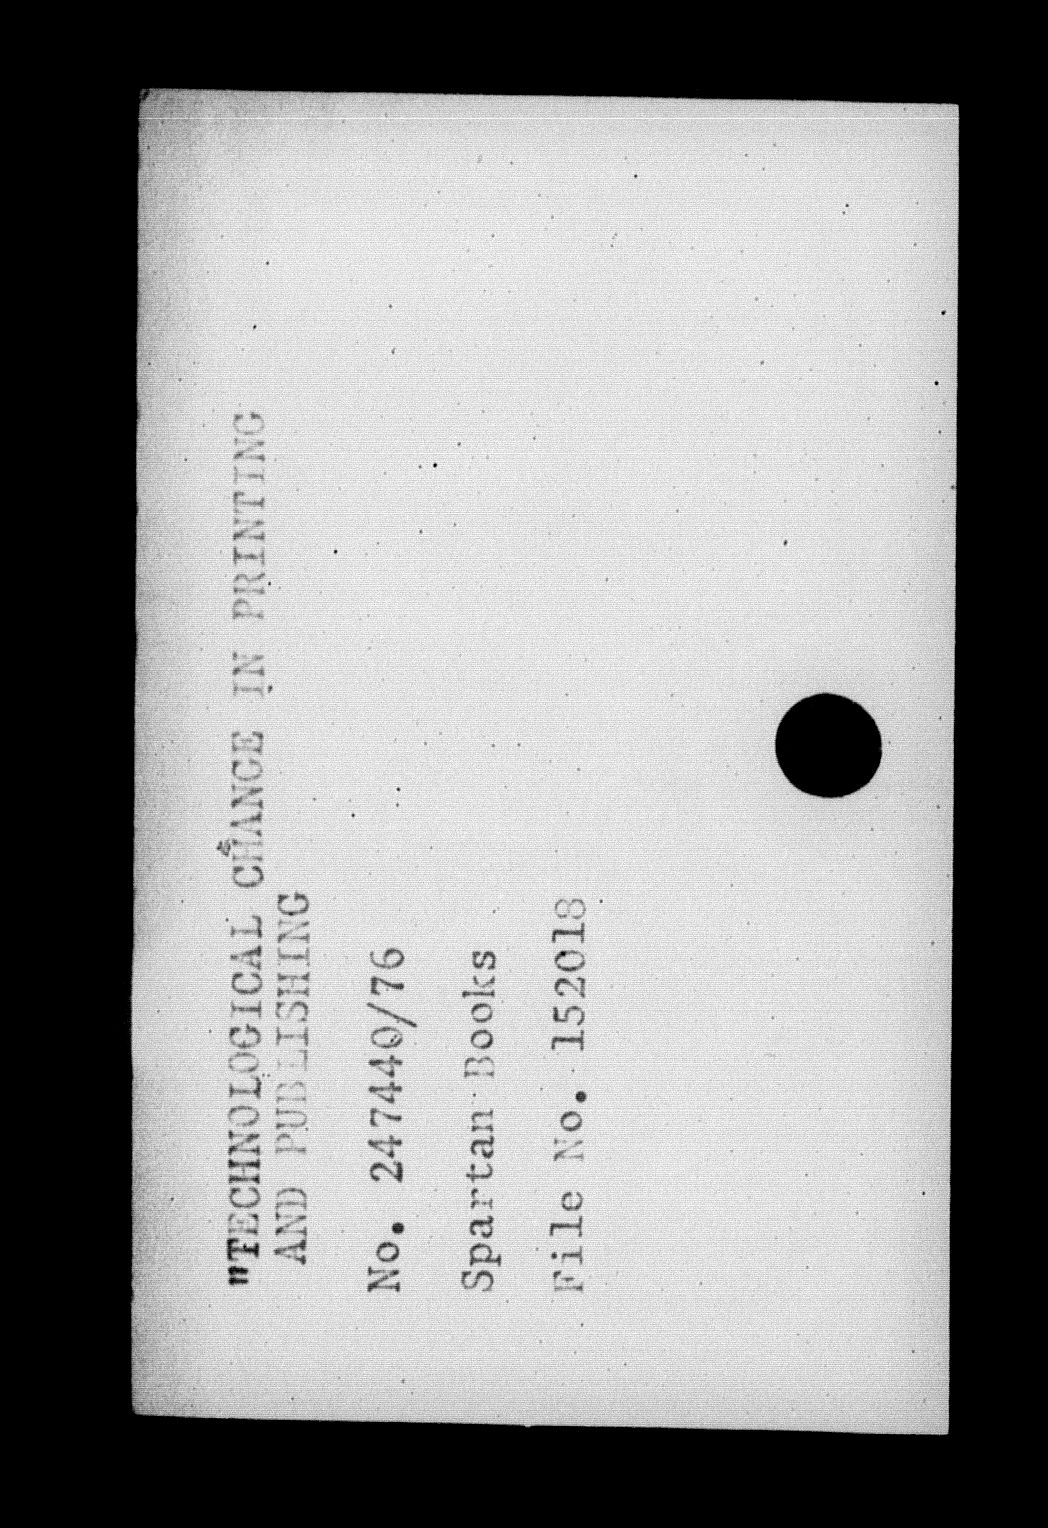 "TECHNOLOGICAL CHANGE IN PRINTING
AND PUBLISHING
No. 247440/76
Spartan Books
File No. 152018